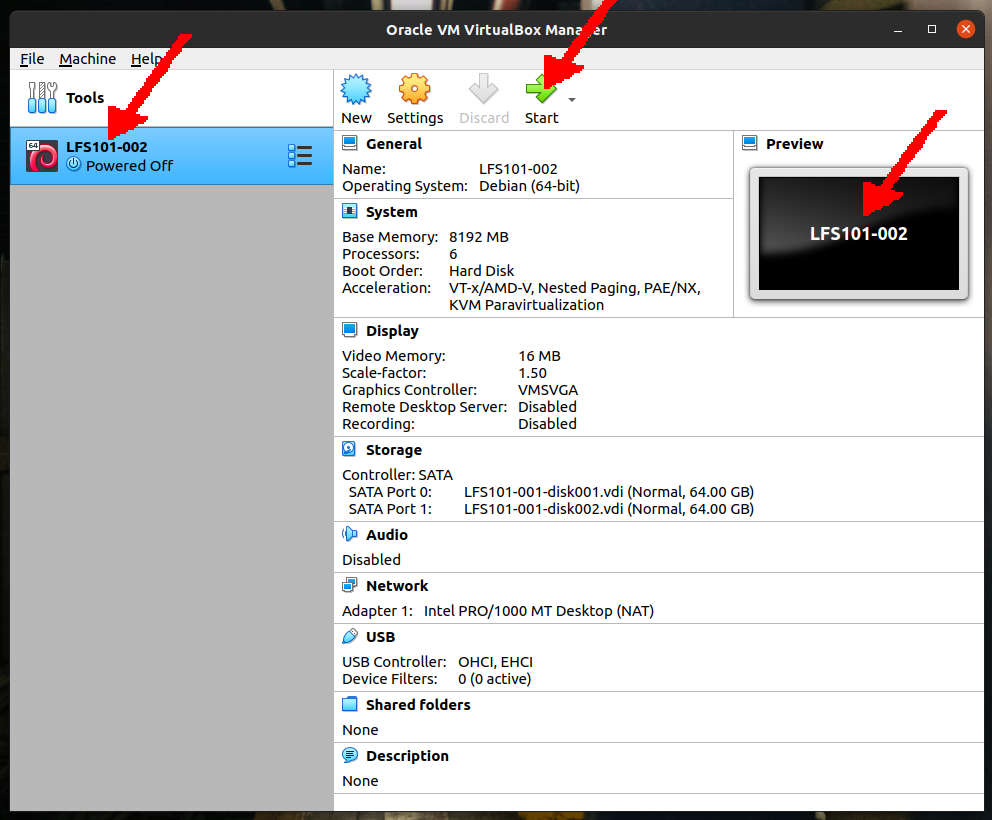 Oracle VM VirtualBox Manager
File Machine Help
Tools
New Settings Discard Start
64
LFS101-002
Powered Off
General
Name: LFS101-002
Operating System: Debian (64-bit)
System
Base Memory: 8192 MB
Processors: 6
Boot Order: Hard Disk
Acceleration: VT-x/AMD-V, Nested Paging, PAE/NX,
KVM Paravirtualization
Preview
LFS101-002
Display
Video Memory: 16 MB
Scale-factor: 1.50
Graphics Controller: VMSVGA
Remote Desktop Server: Disabled
Recording: Disabled
Storage
Controller: SATA
SATA Port 0: LFS101-001-disk001.vdi (Normal, 64.00 GB)
SATA Port 1: LFS101-001-disk002.vdi (Normal, 64.00 GB)
Audio
Disabled
Network
Adapter 1: Intel PRO/1000 MT Desktop (NAT)
USB
USB Controller: OHCI, EHCI
Device Filters: 0 (0 active)
Shared folders
None
Description
None